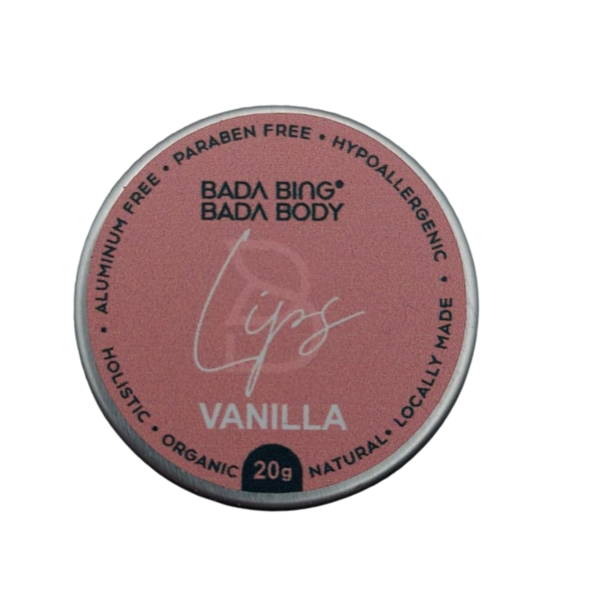 HOLISTIC • ALUMINUM FREE • PARABEN FREE • HYPOALLERGENIC • LOCALLY MADE • NATURAL
ORGANIC
BADA BING®
BADA BODY
Lips
VANILLA
20g